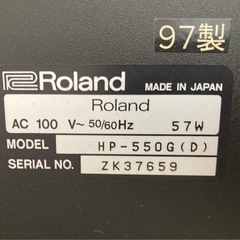 97製
Roland MADE IN JAPAN
Roland
AC 100 V~ 50/60Hz 57W
MODEL HP-550G(D)
SERIAL NO. ZK37659